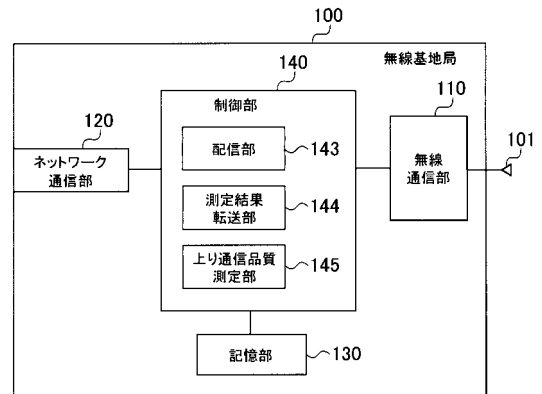 100
無線基地局
140
制御部
110
120
101
ネットワーク
通信部
配信部
143
無線
通信部
測定結果
転送部
144
上り通信品質
測定部
145
記憶部
130